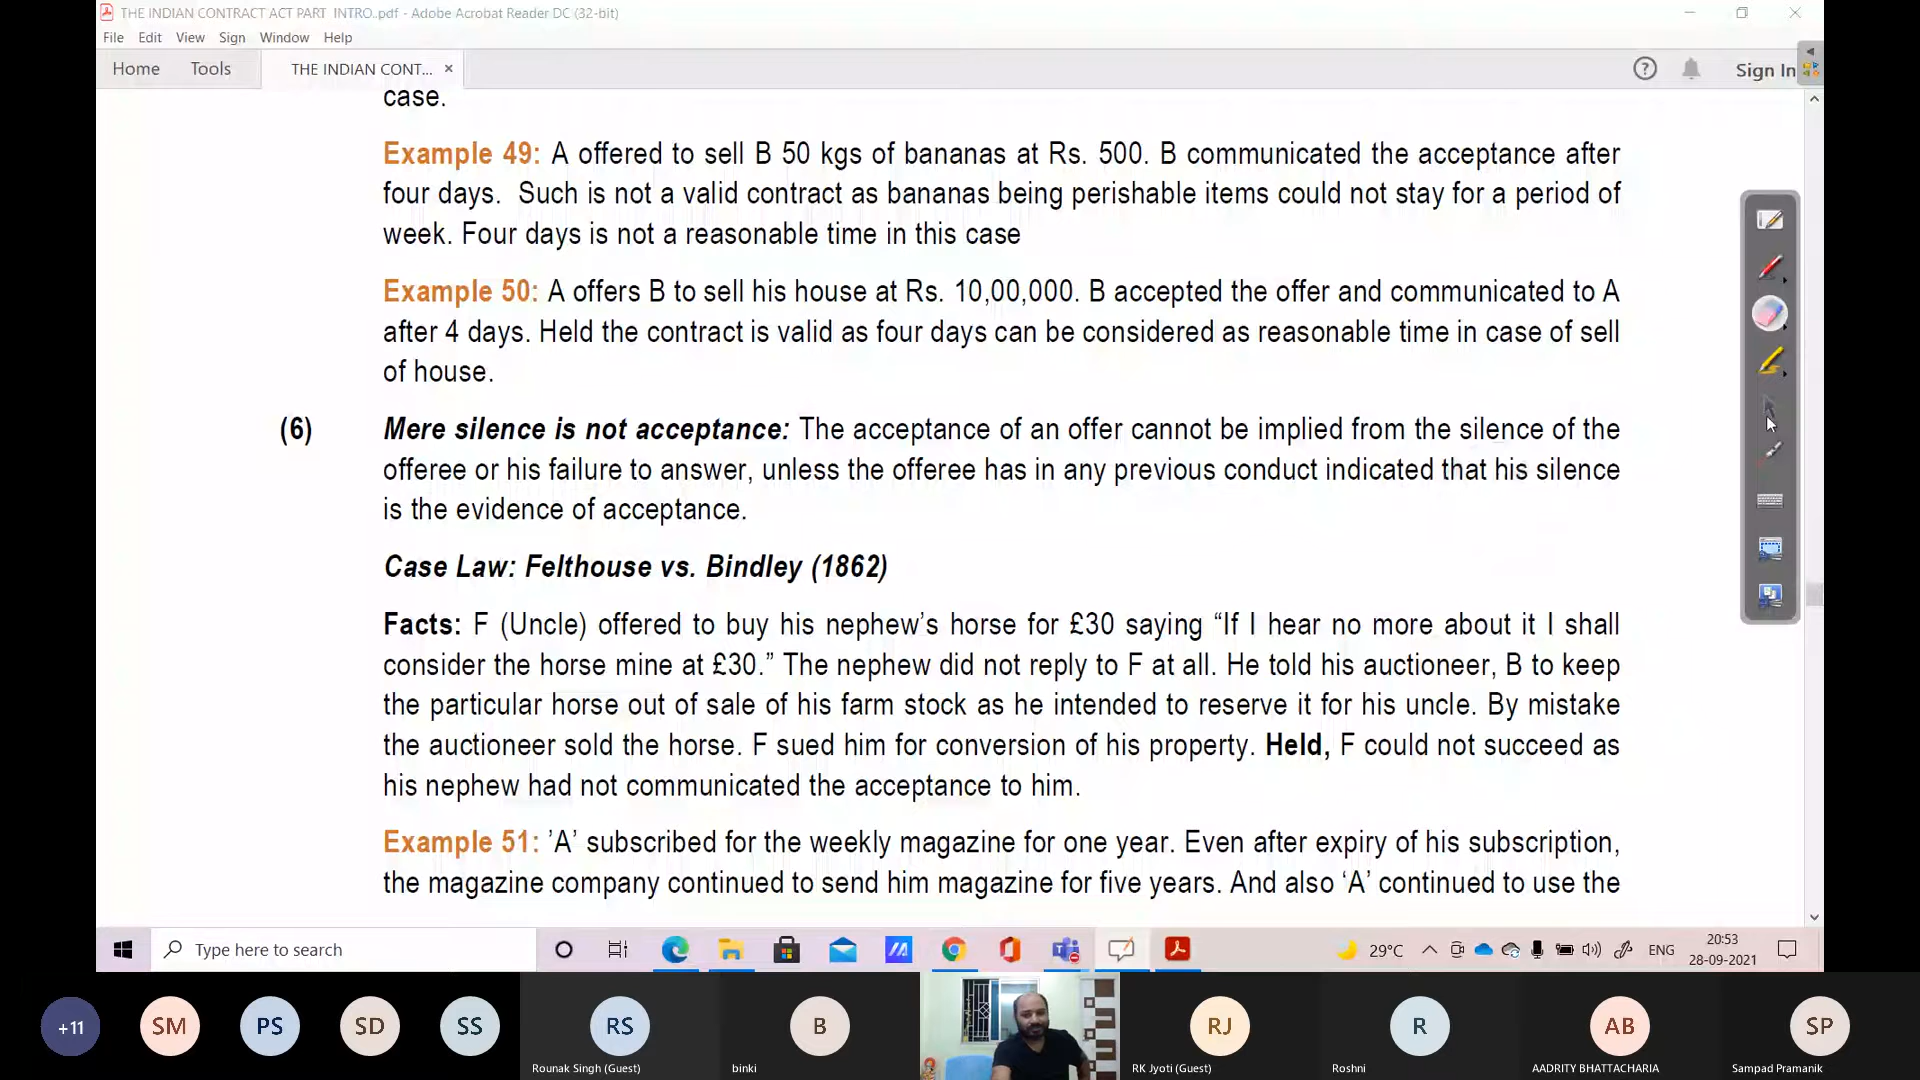 THE INDIAN CONTRACT ACT PART  INTRO..pdf - Adobe Acrobat Reader DC (32-bit)
File Edit View Sign Window Help
Home Tools THE INDIAN CONT... × Sign In
case.
Example 49: A offered to sell B 50 kgs of bananas at Rs. 500. B communicated the acceptance after
four days. Such is not a valid contract as bananas being perishable items could not stay for a period of
week. Four days is not a reasonable time in this case
Example 50: A offers B to sell his house at Rs. 10,00,000. B accepted the offer and communicated to A
after 4 days. Held the contract is valid as four days can be considered as reasonable time in case of sell
of house.
(6) Mere silence is not acceptance: The acceptance of an offer cannot be implied from the silence of the
offeree or his failure to answer, unless the offeree has in any previous conduct indicated that his silence
is the evidence of acceptance.
Case Law: Felthouse vs. Bindley (1862)
Facts: F (Uncle) offered to buy his nephew’s horse for £30 saying “If I hear no more about it I shall
consider the horse mine at £30.” The nephew did not reply to F at all. He told his auctioneer, B to keep
the particular horse out of sale of his farm stock as he intended to reserve it for his uncle. By mistake
the auctioneer sold the horse. F sued him for conversion of his property. Held, F could not succeed as
his nephew had not communicated the acceptance to him.
Example 51: ’A’ subscribed for the weekly magazine for one year. Even after expiry of his subscription,
the magazine company continued to send him magazine for five years. And also ‘A’ continued to use the
Type here to search 29°C ENG 20:53
28-09-2021
+11 SM PS SD SS RS B RJ R AB SP
Rounak Singh (Guest) binki RK Jyoti (Guest) Roshni AADRITY BHATTACHARIA Sampad Pramanik